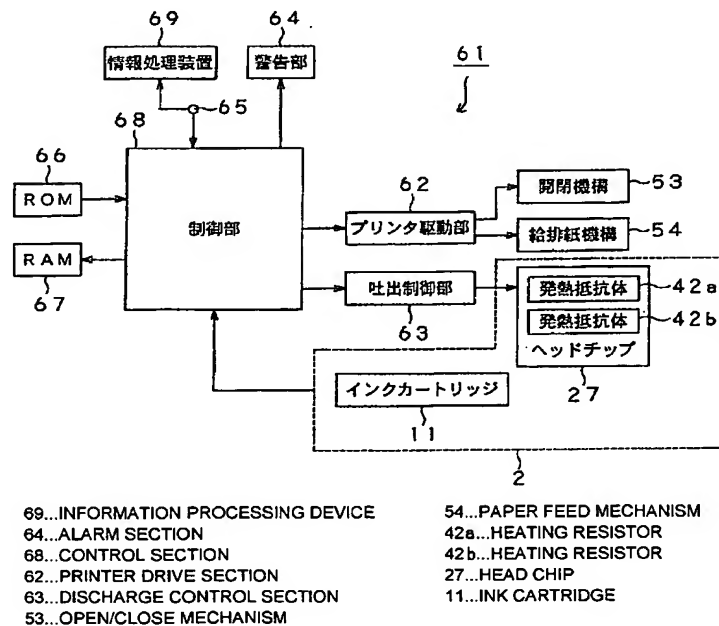 69
情報処理装置
64
警告部
61
65
68
66
ROM
制御部
62
プリンタ駆動部
開閉機構
53
給排紙機構
54
RAM
67
吐出制御部
63
発熱抵抗体
42a
発熱抵抗体
42b
ヘッドチップ
27
インクカートリッジ
11
2
69...INFORMATION PROCESSING DEVICE
64...ALARM SECTION
68...CONTROL SECTION
62...PRINTER DRIVE SECTION
63...DISCHARGE CONTROL SECTION
53...OPEN/CLOSE MECHANISM
54...PAPER FEED MECHANISM
42a...HEATING RESISTOR
42b...HEATING RESISTOR
27...HEAD CHIP
11...INK CARTRIDGE